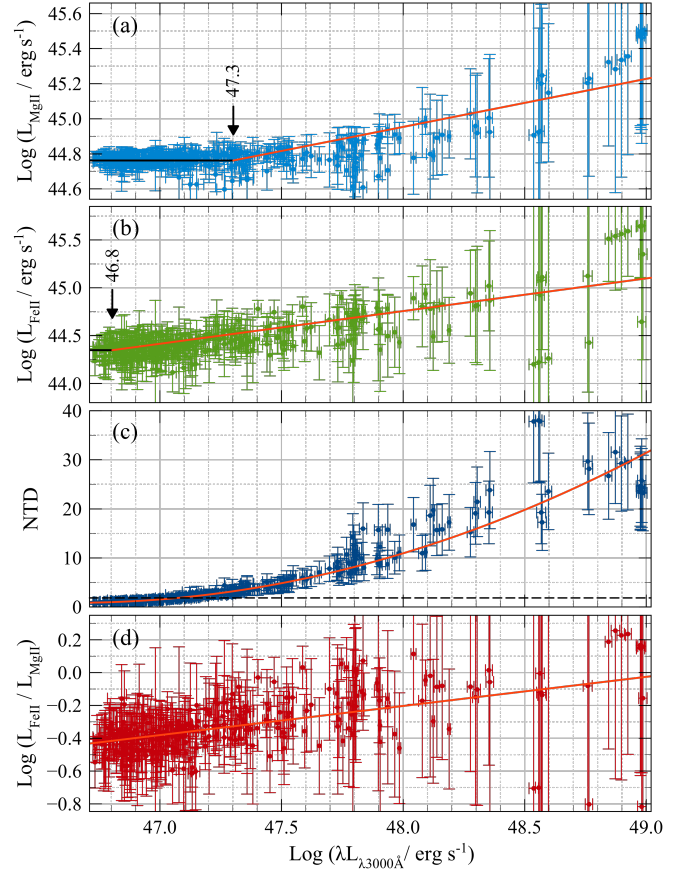 (a)
45.6
45.4
45.2
45.0
44.8
44.6
Log (L_MgII / erg s⁻¹)
47.3
(b)
45.5
45.0
44.5
44.0
Log (L_FeII / erg s⁻¹)
46.8
(c)
40
30
20
10
0
NTD
(d)
0.2
0.0
−0.2
−0.4
−0.6
−0.8
Log (L_FeII / L_MgII)
47.0 47.5 48.0 48.5 49.0
Log (λL_λ3000Å/ erg s⁻¹)